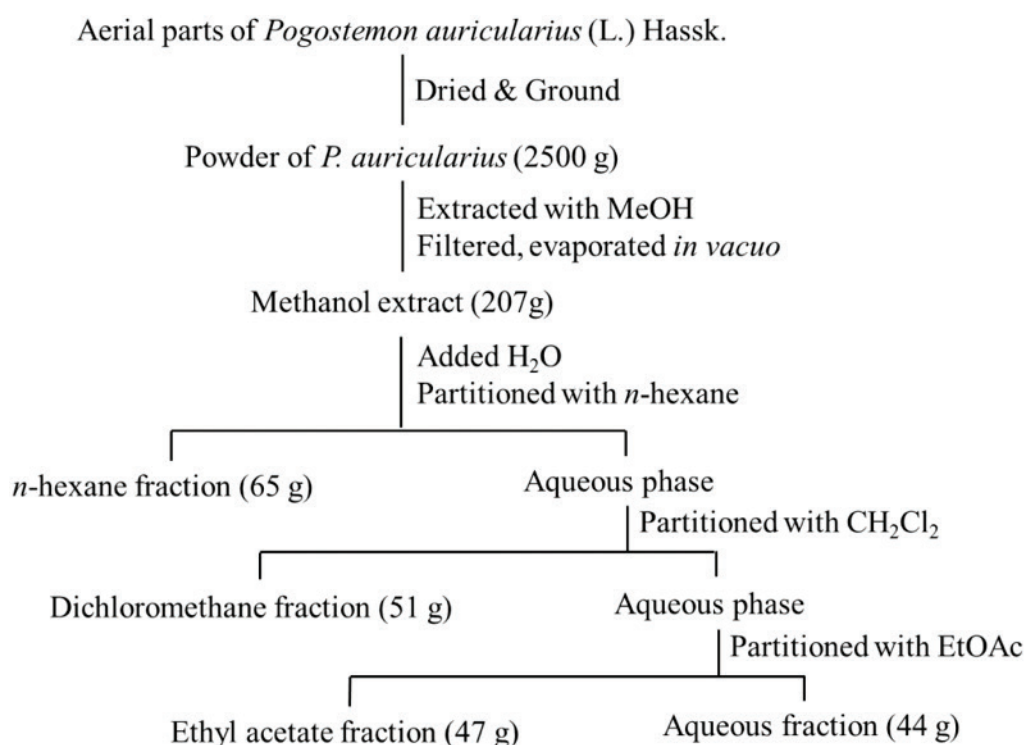 Aerial parts of Pogostemon auricularius (L.) Hassk.
Dried & Ground
Powder of P. auricularius (2500 g)
Extracted with MeOH
Filtered, evaporated in vacuo
Methanol extract (207g)
Added H₂O
Partitioned with n-hexane
n-hexane fraction (65 g)
Aqueous phase
Partitioned with CH₂Cl₂
Dichloromethane fraction (51 g)
Aqueous phase
Partitioned with EtOAc
Ethyl acetate fraction (47 g)
Aqueous fraction (44 g)